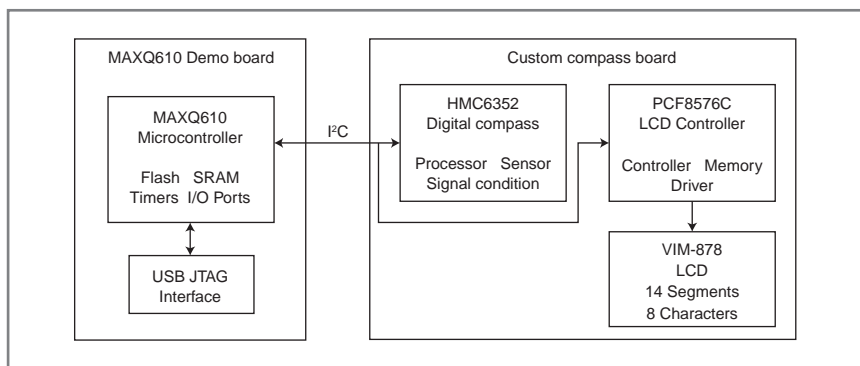 MAXQ610 Demo board
MAXQ610
Microcontroller
Flash SRAM
Timers I/O Ports
USB JTAG
Interface
I²C
Custom compass board
HMC6352
Digital compass
Processor Sensor
Signal condition
PCF8576C
LCD Controller
Controller Memory
Driver
VIM-878
LCD
14 Segments
8 Characters